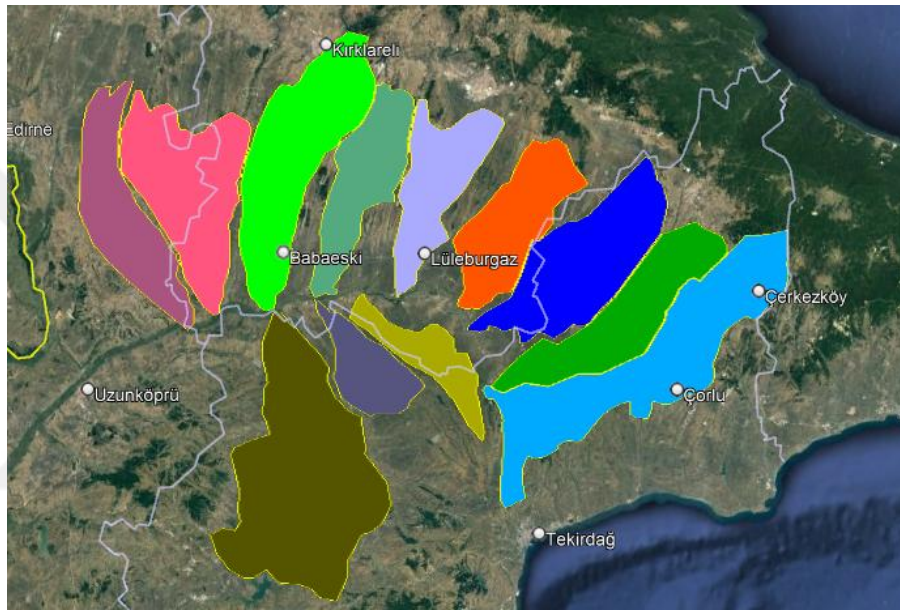 Kırklareli
Edirne
Babaeski
Lüleburgaz
Çerkezköy
Uzunköprü
Çorlu
Tekirdağ